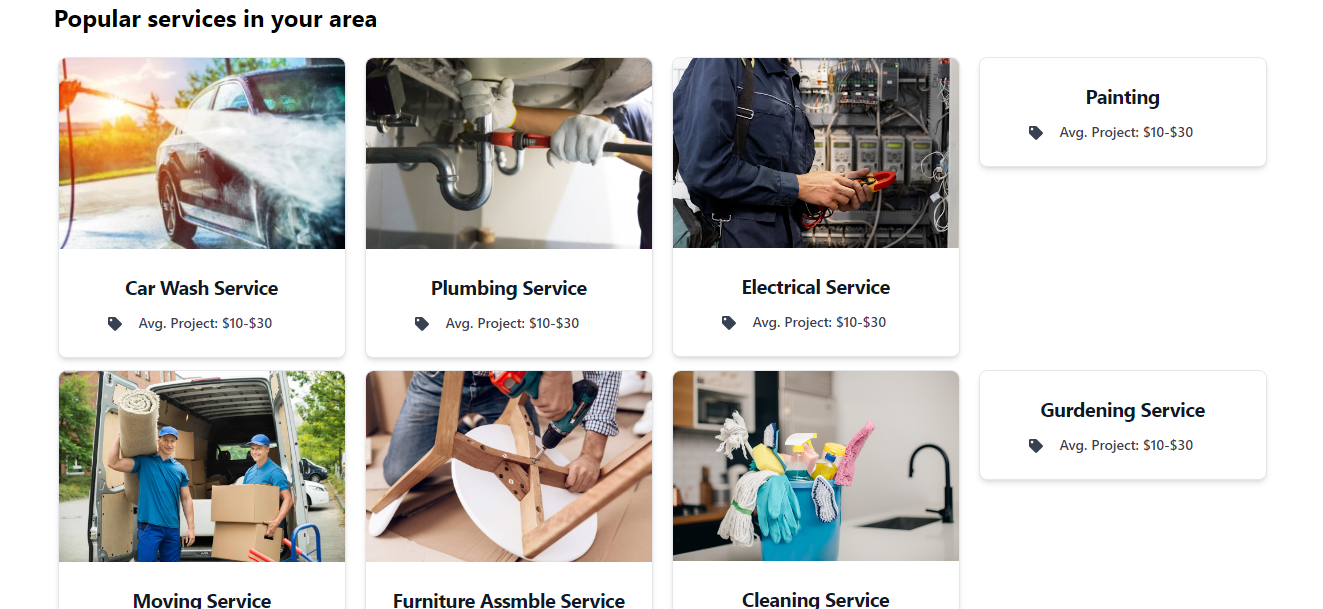 Popular services in your area
Car Wash Service
Avg. Project: $10-$30
Plumbing Service
Avg. Project: $10-$30
Electrical Service
Avg. Project: $10-$30
Painting
Avg. Project: $10-$30
Moving Service
Furniture Assmble Service
Cleaning Service
Gurdening Service
Avg. Project: $10-$30